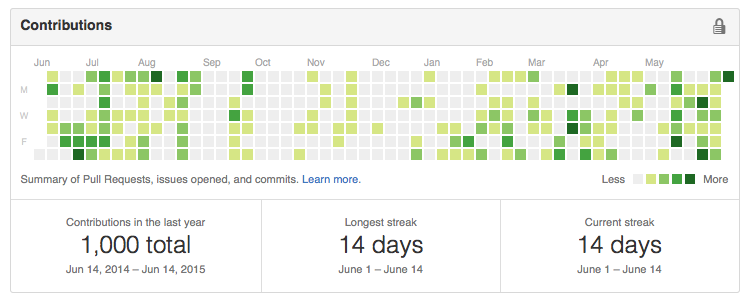 Contributions
Jun Jul Aug Sep Oct Nov Dec Jan Feb Mar Apr May
M
W
F
Summary of Pull Requests, issues opened, and commits. Learn more. Less More
Contributions in the last year Longest streak Current streak
1,000 total 14 days 14 days
Jun 14, 2014 – Jun 14, 2015 June 1 – June 14 June 1 – June 14